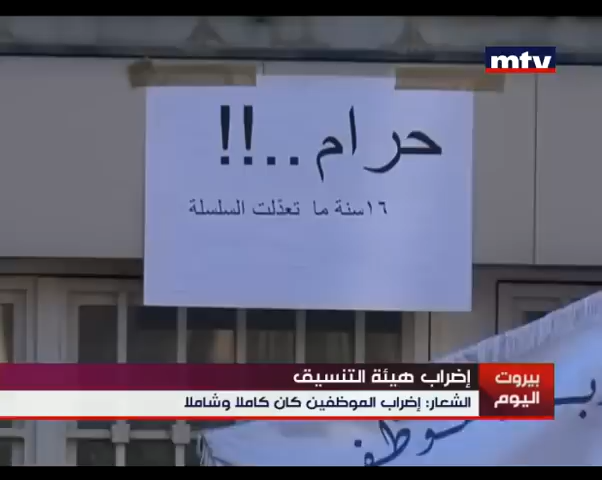 mtv
حرام..!!
١٦سنة ما تعدّلت السلسلة
بيروت اليوم
إضراب هيئة التنسيق
الشعار: إضراب الموظفين كان كاملا وشاملا